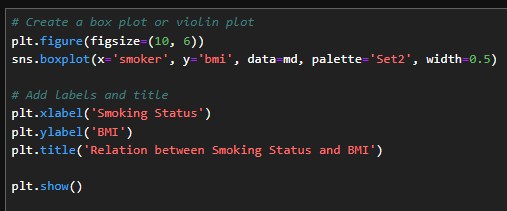 # Create a box plot or violin plot
plt.figure(figsize=(10, 6))
sns.boxplot(x='smoker', y='bmi', data=md, palette='Set2', width=0.5)
# Add labels and title
plt.xlabel('Smoking Status')
plt.ylabel('BMI')
plt.title('Relation between Smoking Status and BMI')
plt.show()